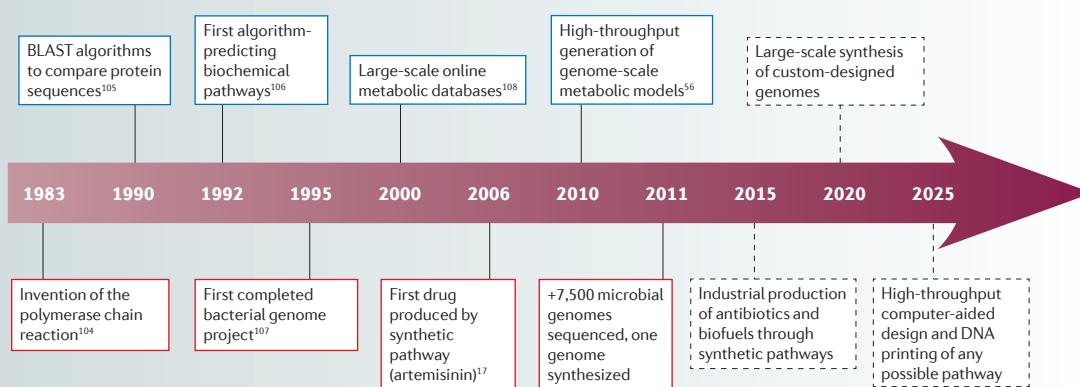 BLAST algorithms
to compare protein
sequences¹⁰⁵
First algorithm-
predicting
biochemical
pathways¹⁰⁶
Large-scale online
metabolic databases¹⁰⁸
High-throughput
generation of
genome-scale
metabolic models⁵⁶
Large-scale synthesis
of custom-designed
genomes
1983 1990 1992 1995 2000 2006 2010 2011 2015 2020 2025
Invention of the
polymerase chain
reaction¹⁰⁴
First completed
bacterial genome
project¹⁰⁷
First drug
produced by
synthetic
pathway
(artemisinin)¹⁷
+7,500 microbial
genomes
sequenced, one
genome
synthesized
Industrial production
of antibiotics and
biofuels through
synthetic pathways
High-throughput
computer-aided
design and DNA
printing of any
possible pathway